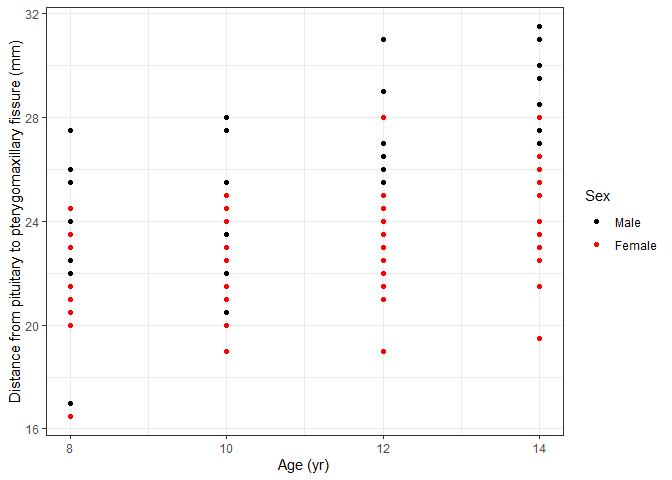 32
28
24
20
16
Distance from pituitary to pterygomaxillary fissure (mm)
8
10
12
14
Age (yr)
Sex
Male
Female